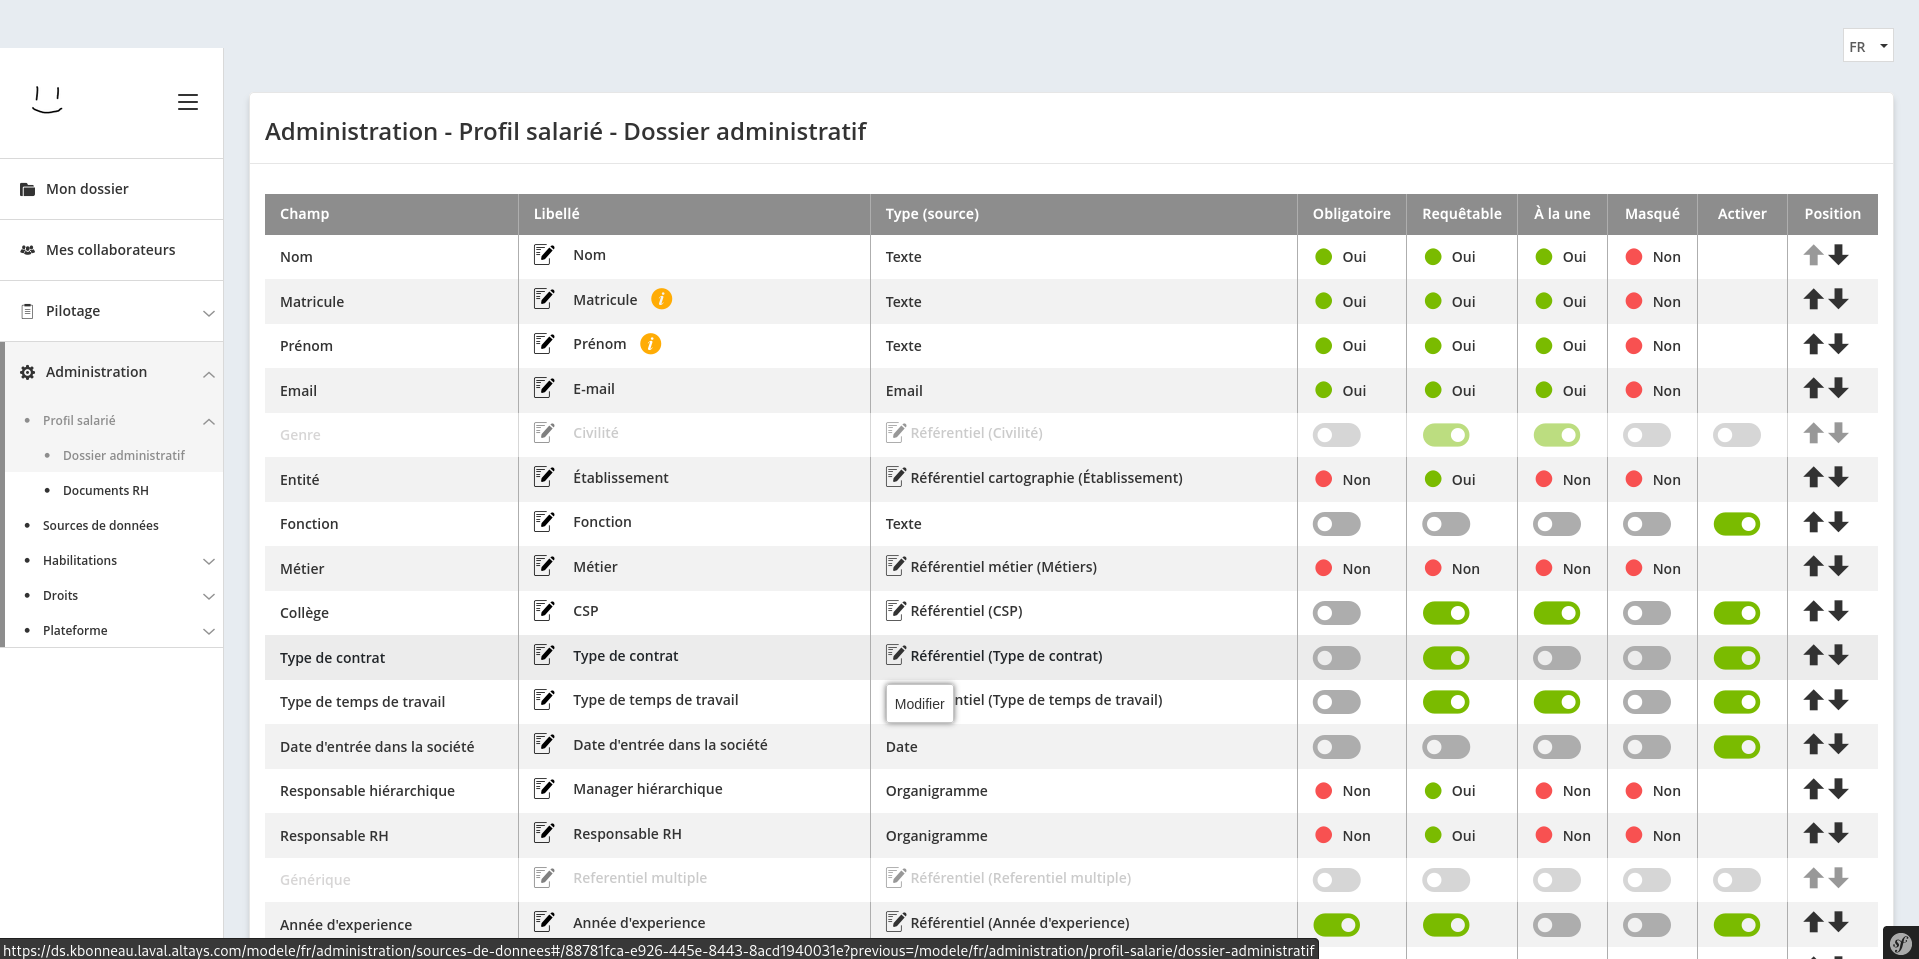 FR
Administration - Profil salarié - Dossier administratif
Mon dossier
Mes collaborateurs
Pilotage
Administration
Profil salarié
Dossier administratif
Documents RH
Sources de données
Habilitations
Droits
Plateforme
Champ Libellé Type (source) Obligatoire Requêtable À la une Masqué Activer Position
Nom Nom Texte Oui Oui Oui Non
Matricule Matricule i Texte Oui Oui Oui Non
Prénom Prénom i Texte Oui Oui Oui Non
Email E-mail Email Oui Oui Oui Non
Genre Civilité Référentiel (Civilité)
Entité Établissement Référentiel cartographie (Établissement) Non Oui Non Non
Fonction Fonction Texte
Métier Métier Référentiel métier (Métiers) Non Non Non Non
Collège CSP Référentiel (CSP)
Type de contrat Type de contrat Référentiel (Type de contrat)
Type de temps de travail Type de temps de travail ntiel (Type de temps de travail)
Modifier
Date d'entrée dans la société Date d'entrée dans la société Date
Responsable hiérarchique Manager hiérarchique Organigramme Non Oui Non Non
Responsable RH Responsable RH Organigramme Non Oui Non Non
Générique Referentiel multiple Référentiel (Referentiel multiple)
Année d'experience Année d'experience Référentiel (Année d'experience)
https://ds.kbonneau.laval.altays.com/modele/fr/administration/sources-de-donnees#/88781fca-e926-445e-8443-8acd1940031e?previous=/modele/fr/administration/profil-salarie/dossier-administratif
sf